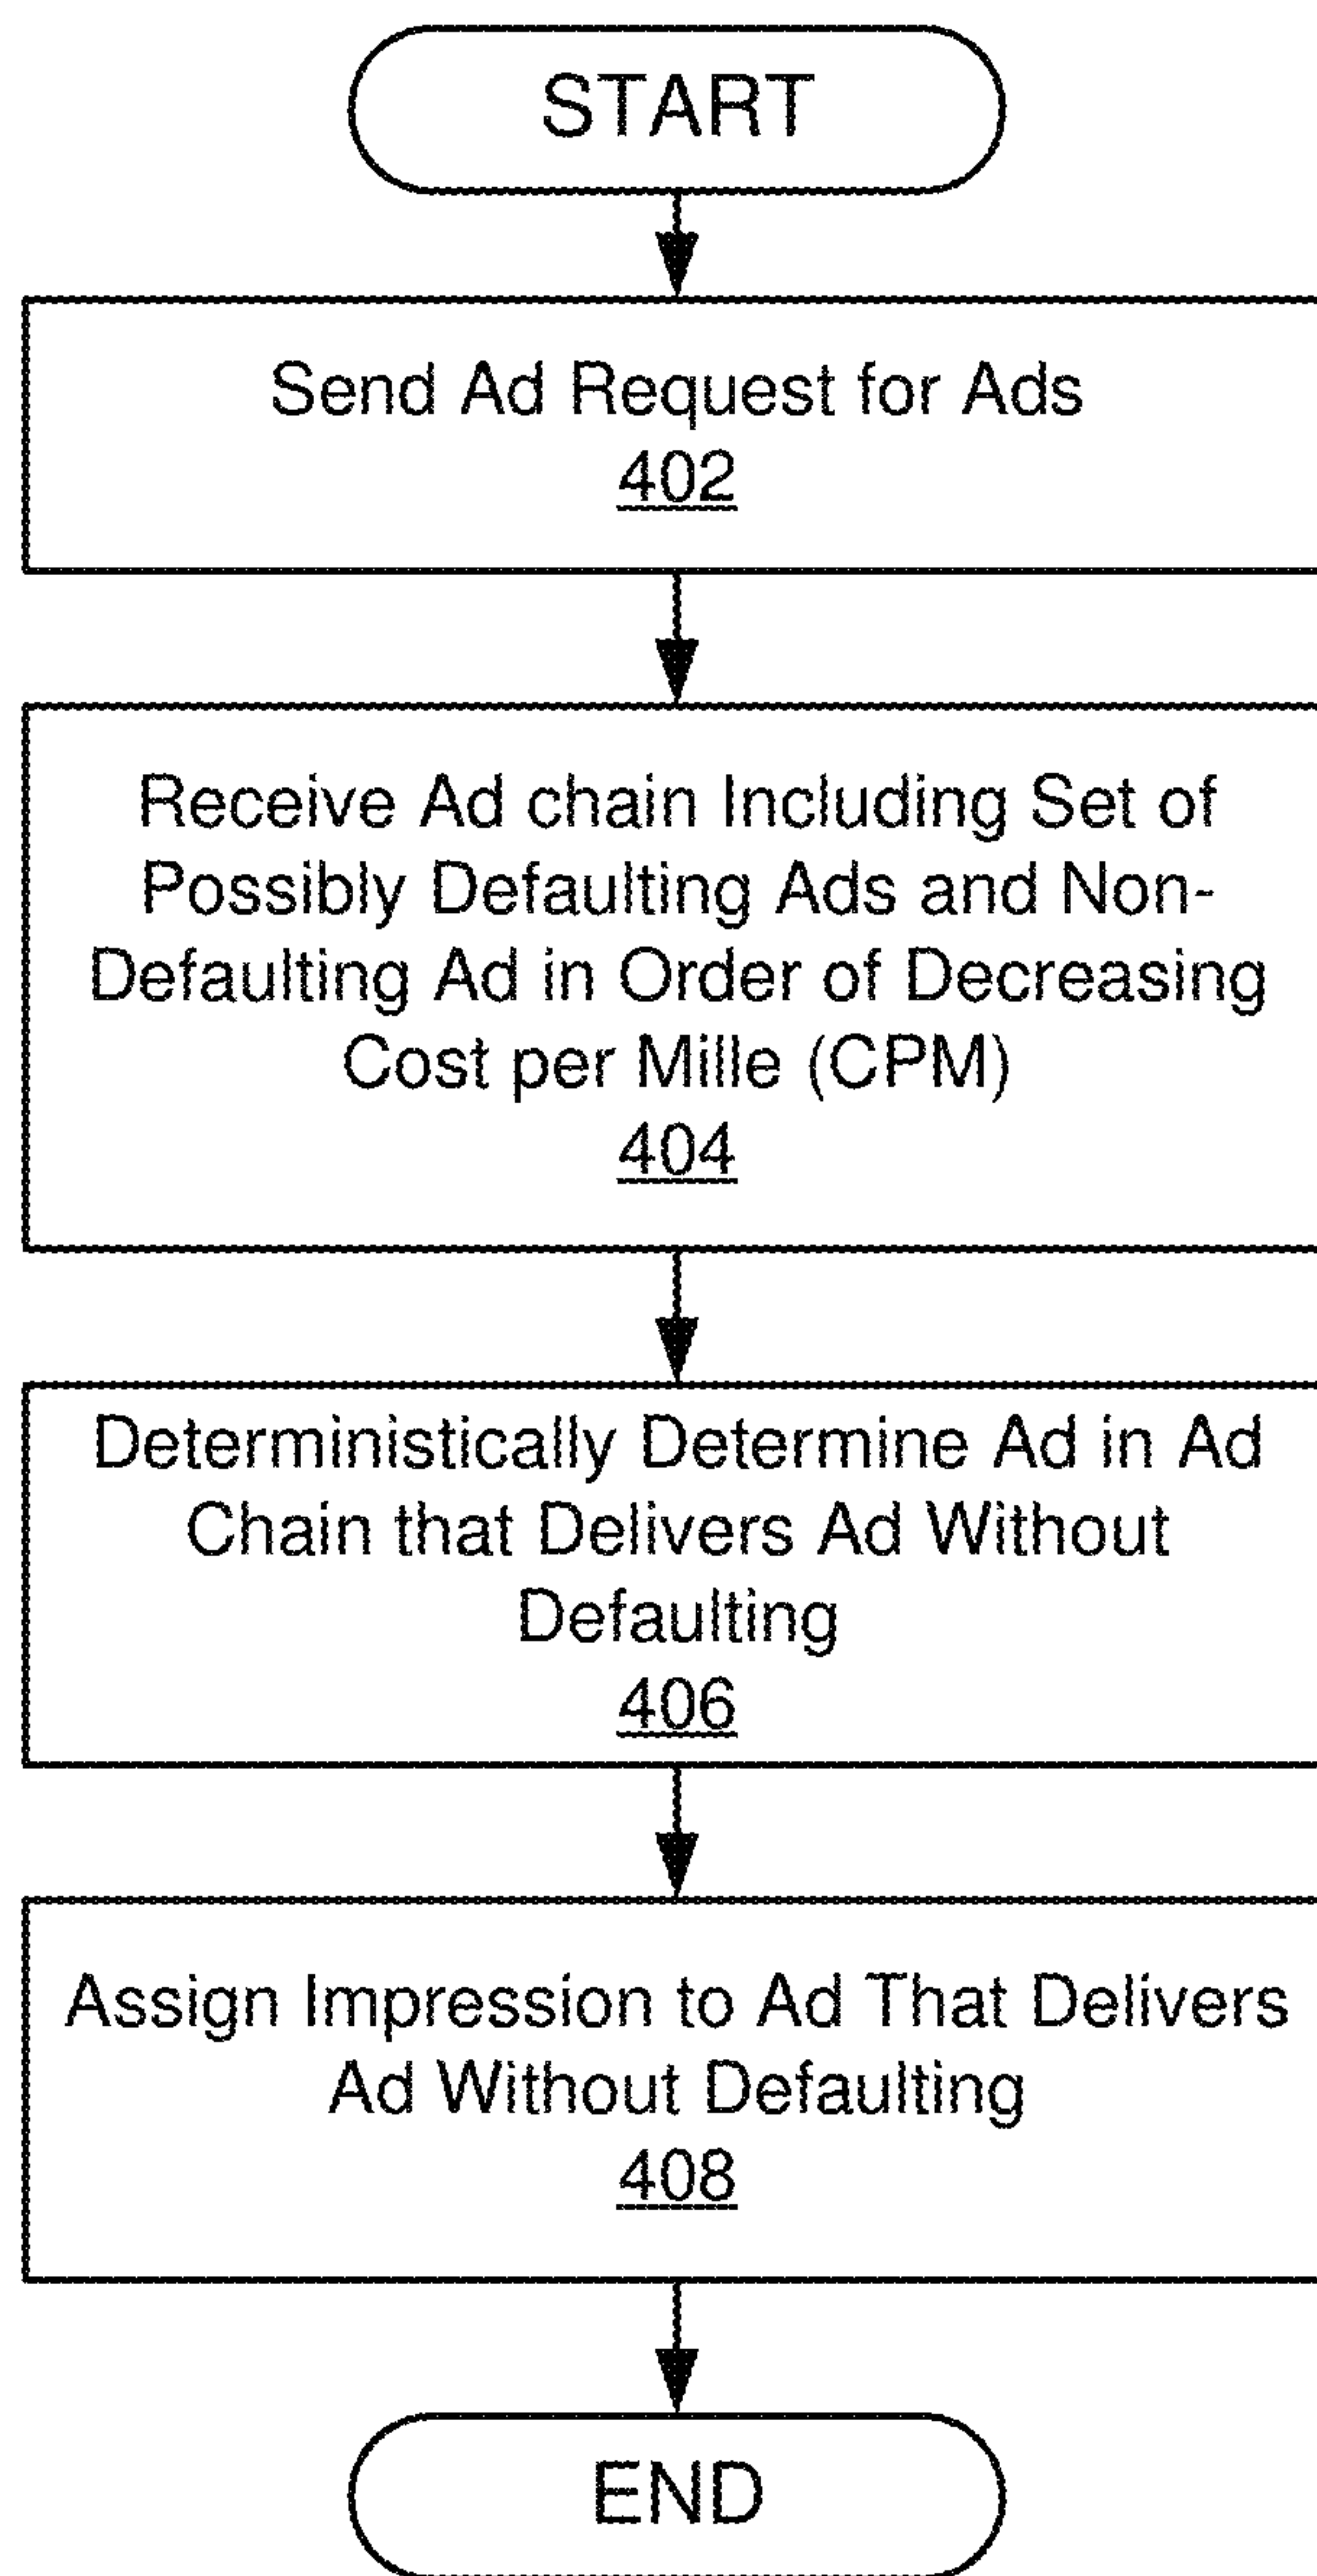 START
Send Ad Request for Ads
402
Receive Ad chain Including Set of
Possibly Defaulting Ads and Non-
Defaulting Ad in Order of Decreasing
Cost per Mille (CPM)
404
Deterministically Determine Ad in Ad
Chain that Delivers Ad Without
Defaulting
406
Assign Impression to Ad That Delivers
Ad Without Defaulting
408
END